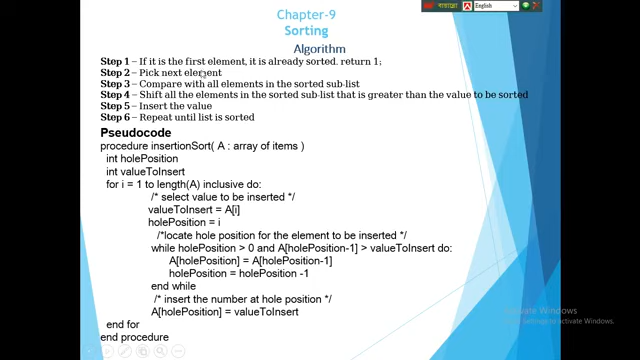 Chapter-9
Sorting
English
Algorithm
Step 1 – If it is the first element, it is already sorted. return 1;
Step 2 – Pick next element
Step 3 – Compare with all elements in the sorted sub-list
Step 4 – Shift all the elements in the sorted sub-list that is greater than the value to be sorted
Step 5 – Insert the value
Step 6 – Repeat until list is sorted
Pseudocode
procedure insertionSort( A : array of items )
int holePosition
int valueToInsert
for i = 1 to length(A) inclusive do:
/* select value to be inserted */
valueToInsert = A[i]
holePosition = i
/*locate hole position for the element to be inserted */
while holePosition > 0 and A[holePosition-1] > valueToInsert do:
A[holePosition] = A[holePosition-1]
holePosition = holePosition -1
end while
/* insert the number at hole position */
A[holePosition] = valueToInsert
end for
end procedure
Activate Windows
Settings to activate Windows.